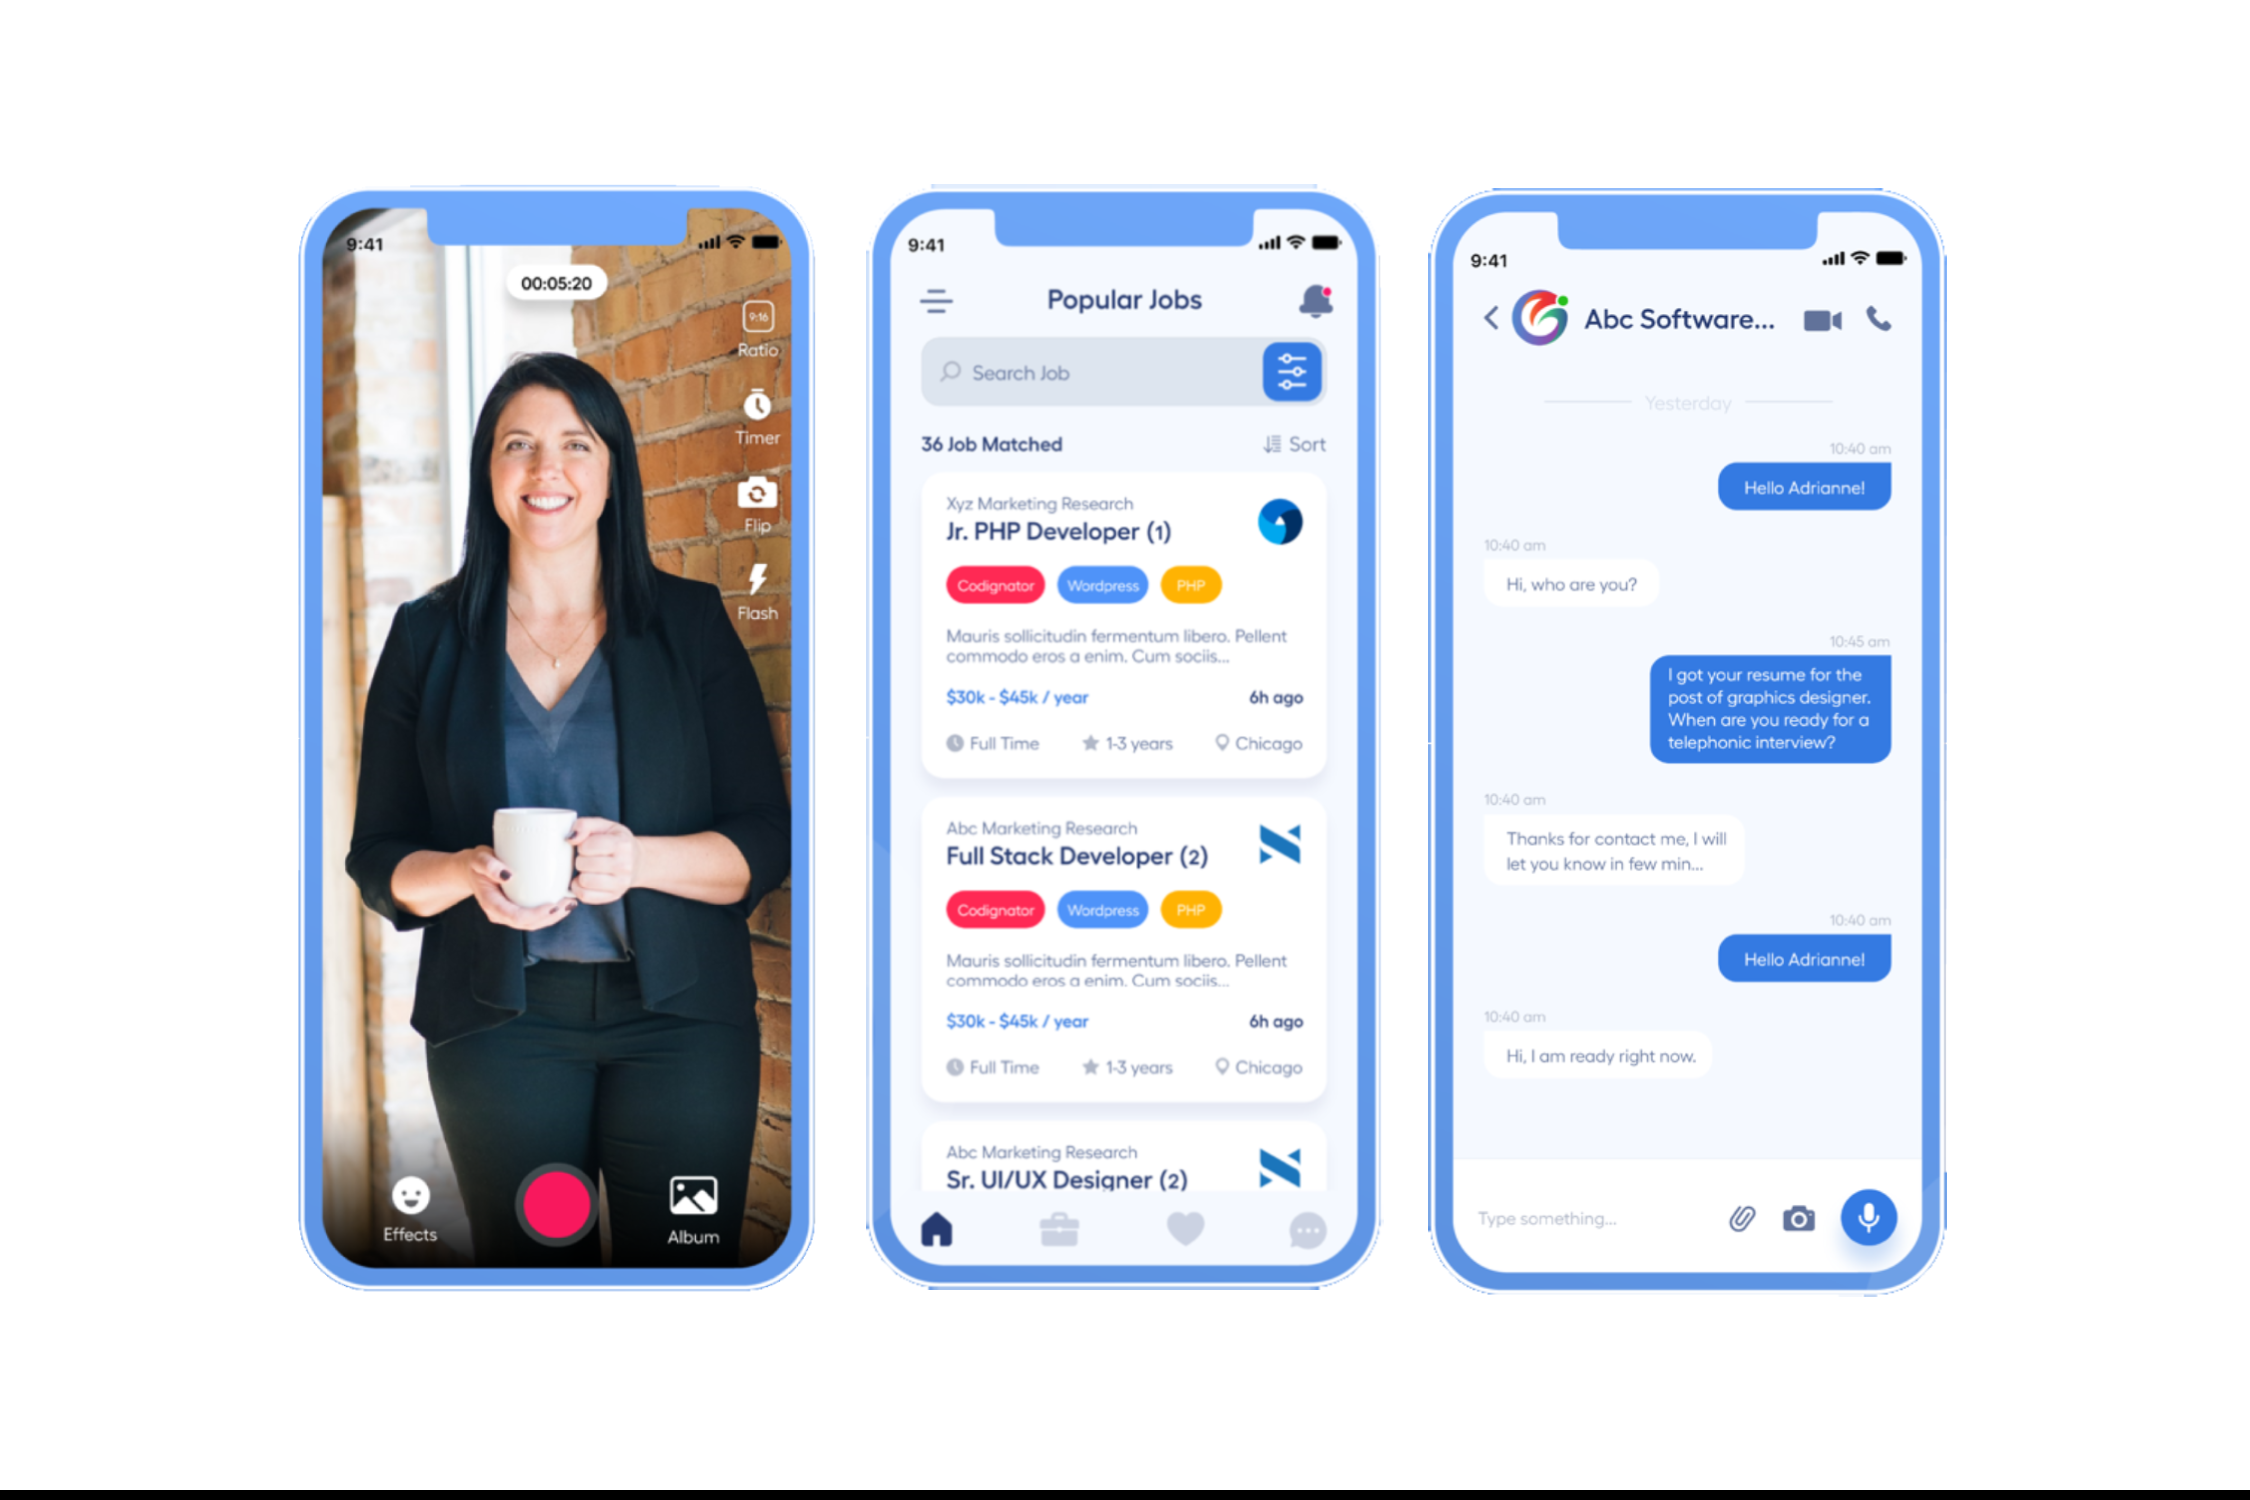 9:41
00:05:20
9:16
Ratio
Timer
Flip
Flash
Effects
Album
9:41
Popular Jobs
Search Job
36 Job Matched
Sort
Xyz Marketing Research
Jr. PHP Developer (1)
Codignator
Wordpress
PHP
Mauris sollicitudin fermentum libero. Pellent
commodo eros a enim. Cum sociis...
$30k - $45k / year
6h ago
Full Time
1-3 years
Chicago
Abc Marketing Research
Full Stack Developer (2)
Codignator
Wordpress
PHP
Mauris sollicitudin fermentum libero. Pellent
commodo eros a enim. Cum sociis...
$30k - $45k / year
6h ago
Full Time
1-3 years
Chicago
Abc Marketing Research
Sr. UI/UX Designer (2)
9:41
Abc Software...
Yesterday
10:40 am
Hello Adrianne!
10:40 am
Hi, who are you?
10:45 am
I got your resume for the
post of graphics designer.
When are you ready for a
telephonic interview?
10:40 am
Thanks for contact me, I will
let you know in few min...
10:40 am
Hello Adrianne!
10:40 am
Hi, I am ready right now.
Type something...